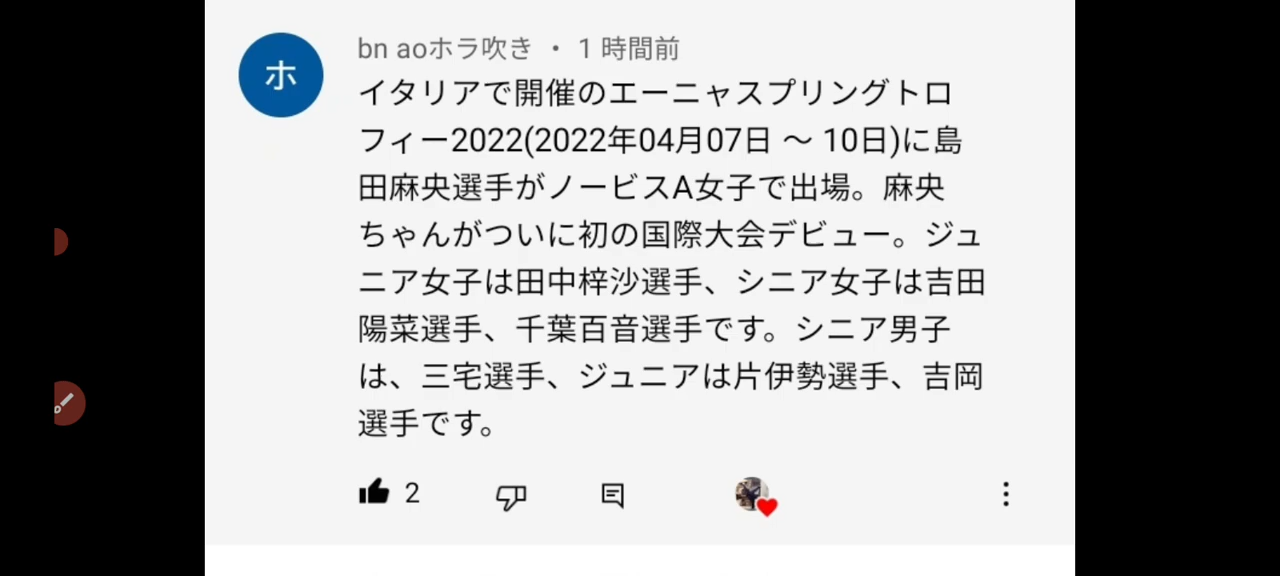 ホ
bn aoホラ吹き ・ 1 時間前
イタリアで開催のエーニャスプリングトロ
フィー2022(2022年04月07日 ～ 10日)に島
田麻央選手がノービスA女子で出場。麻央
ちゃんがついに初の国際大会デビュー。ジュ
ニア女子は田中梓沙選手、シニア女子は吉田
陽菜選手、千葉百音選手です。シニア男子
は、三宅選手、ジュニアは片伊勢選手、吉岡
選手です。
2